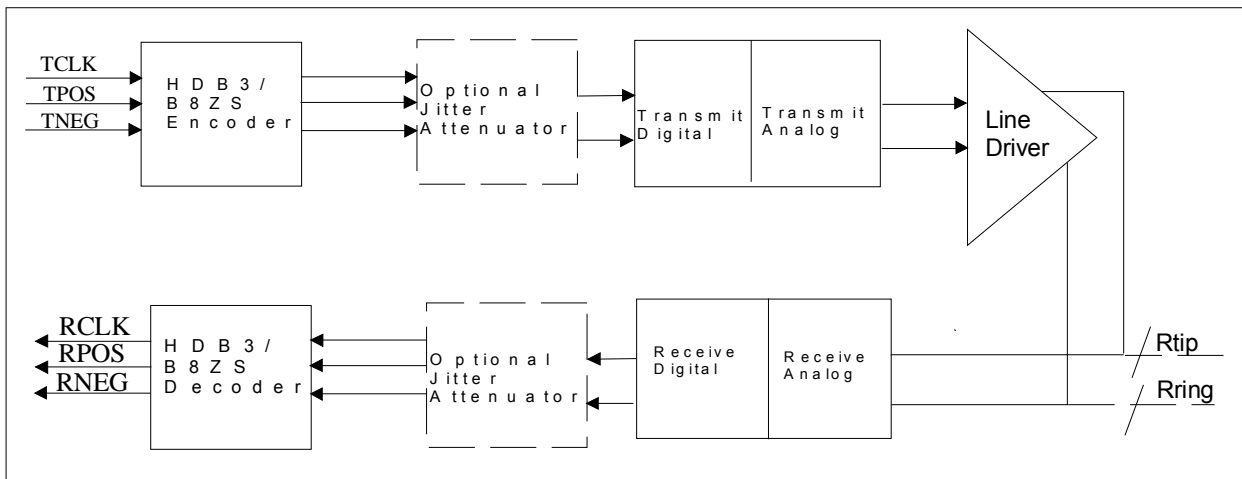 TCLK
TPOS
TNEG
HDB3/
B8ZS
Encoder
Optional
Jitter
Attenuator
Transmit
Digital
Transmit
Analog
Line
Driver
RCLK
RPOS
RNEG
HDB3/
B8ZS
Decoder
Optional
Jitter
Attenuator
Receive
Digital
Receive
Analog
Rtip
Rring